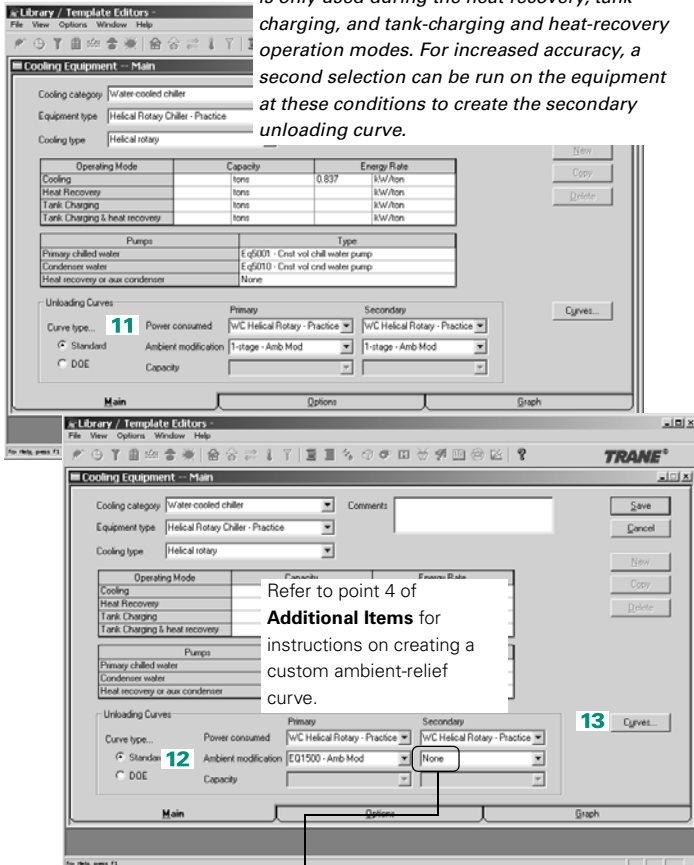 is only used during the heat recovery, tank
charging, and tank-charging and heat-recovery
operation modes. For increased accuracy, a
second selection can be run on the equipment
at these conditions to create the secondary
unloading curve.
Library / Template Editors -
File View Options Window Help
Cooling Equipment -- Main
Cooling category Water-cooled chiller
Equipment type Helical Rotary Chiller - Practice
Cooling type Helical rotary
New
Copy
Delete
Operating Mode Capacity Energy Rate
Cooling tons 0.837 kW/ton
Heat Recovery tons kW/ton
Tank Charging tons kW/ton
Tank Charging & heat recovery tons kW/ton
Pumps Type
Primary chilled water Eq5001 - Cnst vol chill water pump
Condenser water Eq5010 - Cnst vol cnd water pump
Heat recovery or aux condenser None
Unloading Curves
Primary Secondary
Curve type... 11 Power consumed WC Helical Rotary - Practice WC Helical Rotary - Practice Curves...
Standard Ambient modification 1-stage - Amb Mod 1-stage - Amb Mod
DOE Capacity
Main Options Graph
For Help, press F1
Library / Template Editors -
File View Options Window Help
TRANE®
Cooling Equipment -- Main
Cooling category Water-cooled chiller Comments Save
Equipment type Helical Rotary Chiller - Practice Cancel
Cooling type Helical rotary
New
Copy
Delete
Operating Mode Capacity Energy Rate
Cooling
Heat Recovery
Tank Charging
Tank Charging & heat recovery
Refer to point 4 of
Additional Items for
instructions on creating a
custom ambient-relief
curve.
Pumps
Primary chilled water
Condenser water
Heat recovery or aux condenser
Unloading Curves
Primary Secondary
Curve type... Power consumed WC Helical Rotary - Practice WC Helical Rotary - Practice 13 Curves...
Standard 12 Ambient modification EQ1500 - Amb Mod None
DOE Capacity
Main Options Graph
For Help, press F1